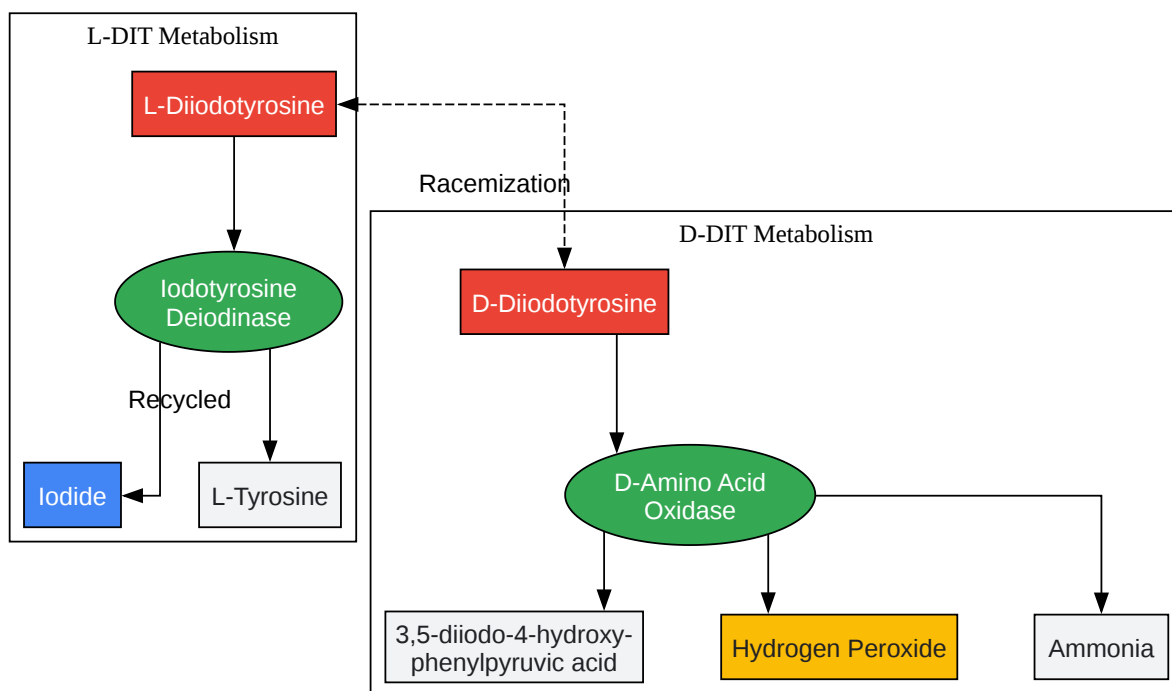 L-DIT Metabolism
L-Diiodotyrosine
Racemization
D-DIT Metabolism
Iodotyrosine
Deiodinase
D-Diiodotyrosine
Recycled
Iodide
L-Tyrosine
D-Amino Acid
Oxidase
3,5-diiodo-4-hydroxy-
phenylpyruvic acid
Hydrogen Peroxide
Ammonia